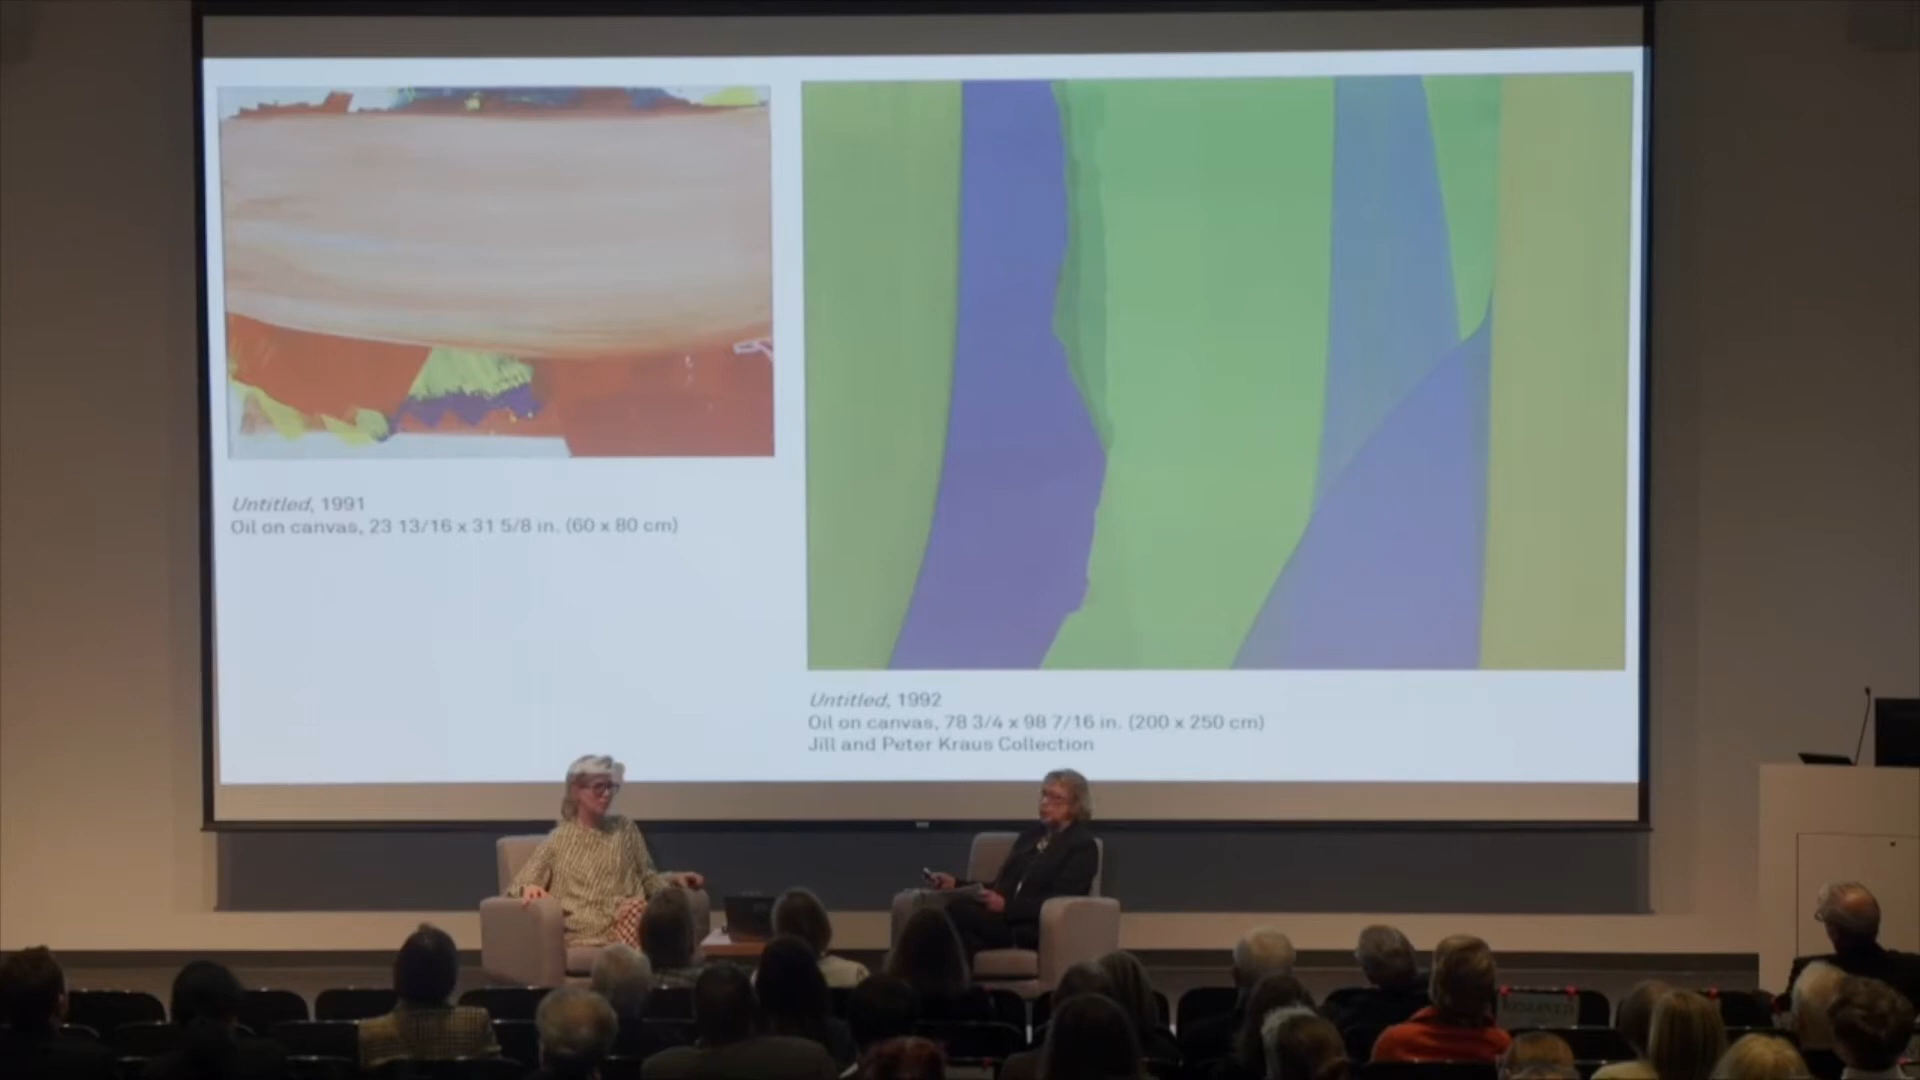 Untitled, 1991
Oil on canvas, 23 13/16 x 31 5/8 in. (60 x 80 cm)
Untitled, 1992
Oil on canvas, 78 3/4 x 98 7/16 in. (200 x 250 cm)
Jill and Peter Kraus Collection